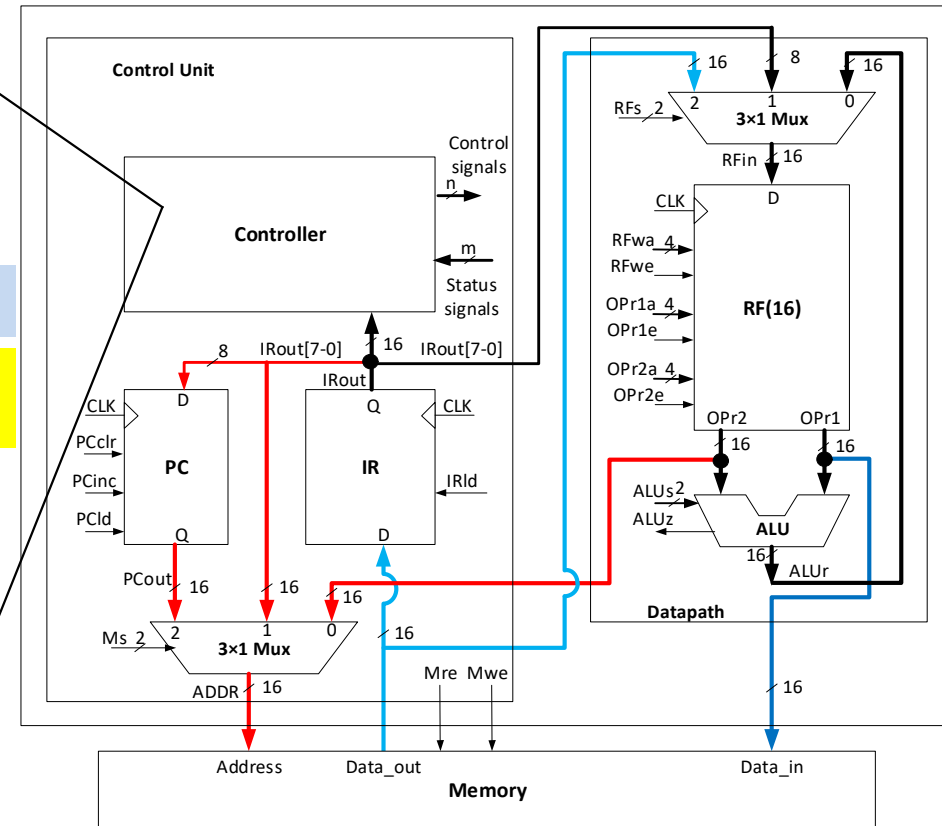 Control Unit
Control
signals
n
Controller
m
Status
signals
16
8
IRout[7-0]
IRout[7-0]
IRout
D
Q
CLK
CLK
PCclr
PC
IR
PCinc
IRld
PCld
Q
D
PCout
16
16
16
16
Ms 2
2
1
0
3×1 Mux
ADDR
16
Mre
Mwe
16
8
16
2
1
0
RFs 2
3×1 Mux
RFin
16
D
CLK
RFwa 4
RFwe
OPr1a 4
RF(16)
OPr1e
OPr2a 4
OPr2e
OPr2
OPr1
16
16
ALUs 2
ALUz
ALU
16
ALUr
Datapath
16
Address
Data_out
Data_in
Memory